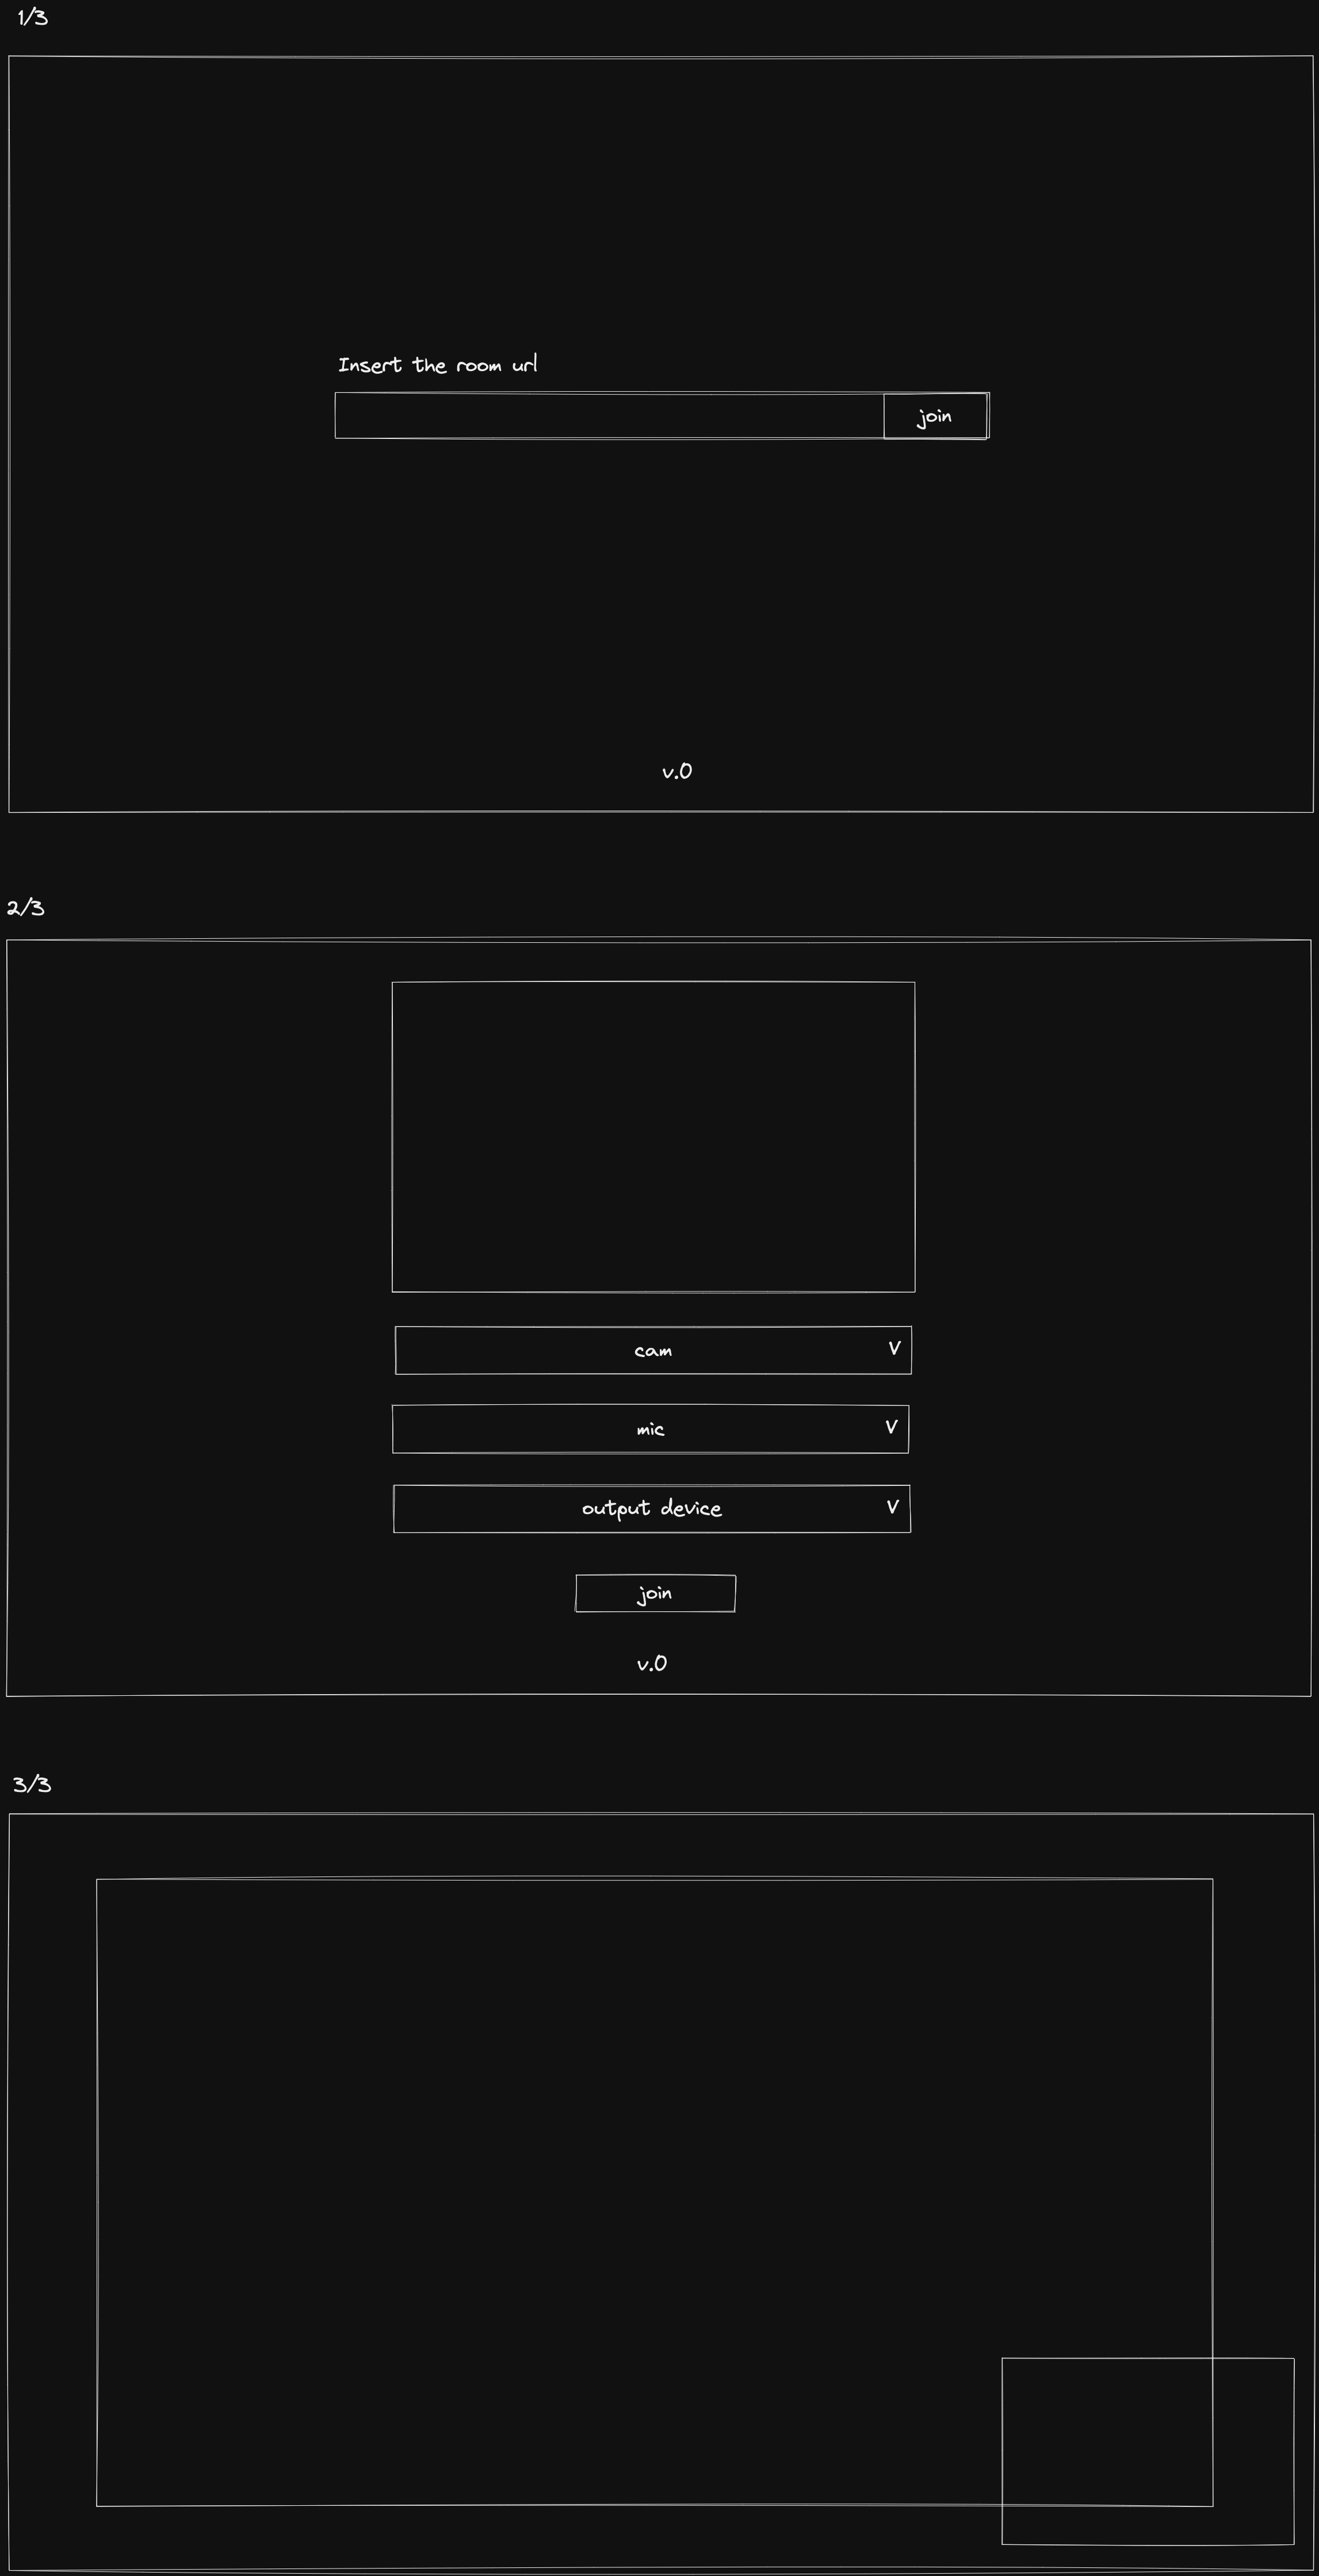 1/3
Insert the room url
join
v.0
2/3
cam V
mic V
output device V
join
v.0
3/3